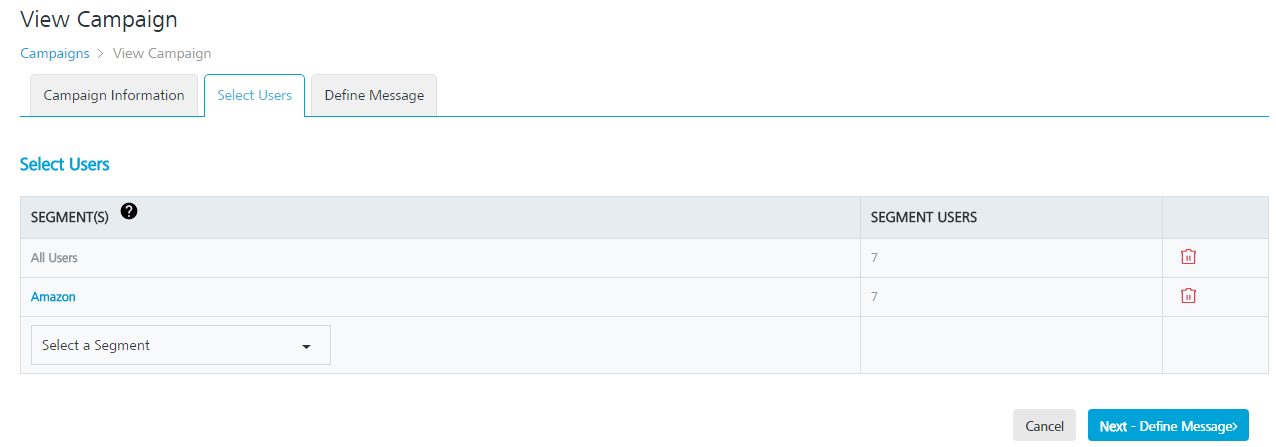 View Campaign
Campaigns > View Campaign
Campaign Information Select Users Define Message
Select Users
SEGMENT(S) ? SEGMENT USERS
All Users 7
Amazon 7
Select a Segment
Cancel Next - Define Message>